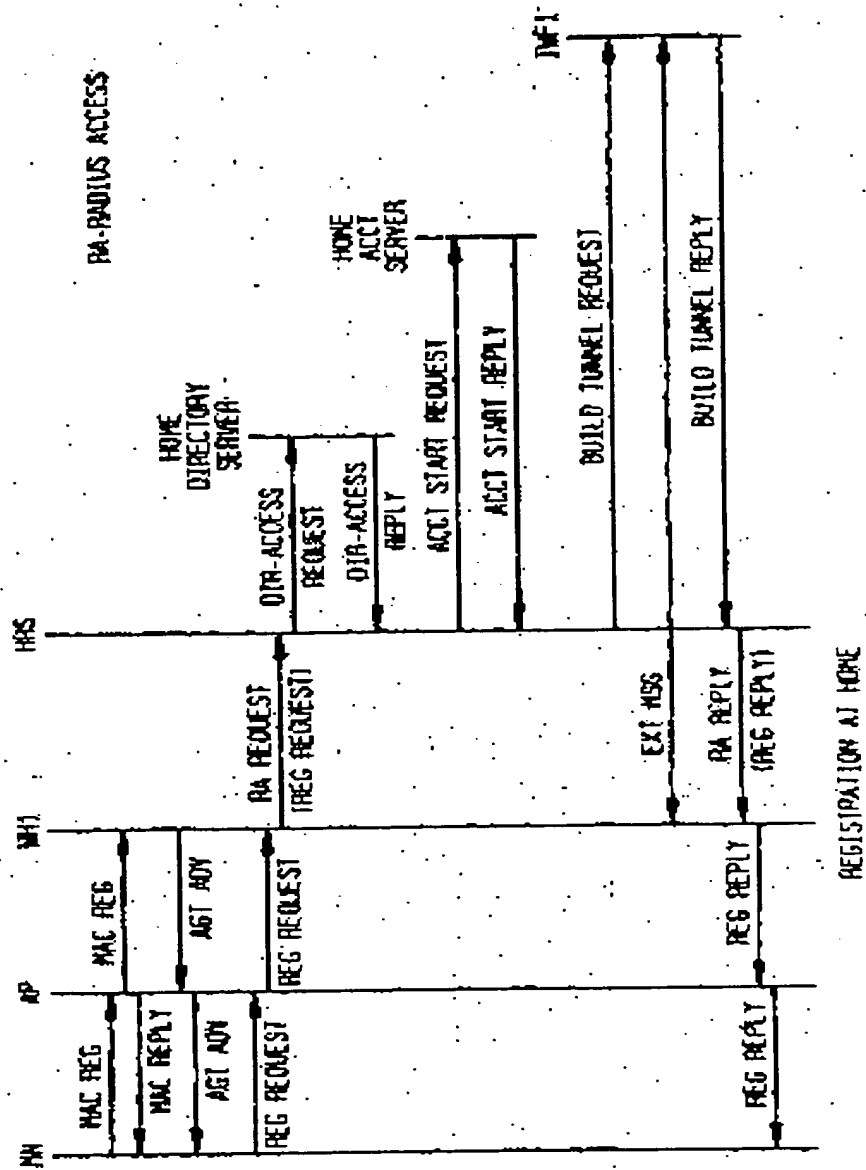 RA-RADIUS ACCESS
MN
AP
WH1
HRS
HOME
DIRECTORY
SERVER
HOME
ACCT
SERVER
IWF1
MAC REG
MAC REG
MAC REPLY
AGT ADV
AGT ADV
REG REQUEST
REG REQUEST
RA REQUEST
(REG REQUEST)
DIR-ACCESS
REQUEST
DIR-ACCESS
REPLY
ACCT START REQUEST
ACCT START REPLY
BUILD TUNNEL REQUEST
EXT MSG
BUILD TUNNEL REPLY
RA REPLY
(REG REPLY)
REG REPLY
REG REPLY
REGISTRATION AT HOME